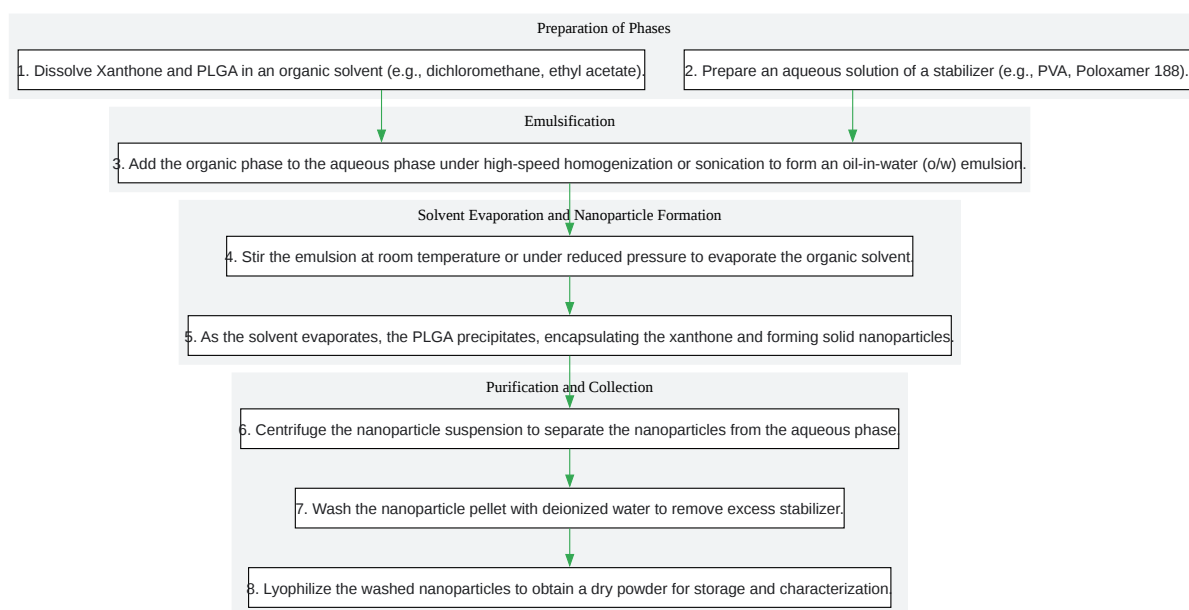 Preparation of Phases
1. Dissolve Xanthone and PLGA in an organic solvent (e.g., dichloromethane, ethyl acetate).
2. Prepare an aqueous solution of a stabilizer (e.g., PVA, Poloxamer 188).
Emulsification
3. Add the organic phase to the aqueous phase under high-speed homogenization or sonication to form an oil-in-water (o/w) emulsion.
Solvent Evaporation and Nanoparticle Formation
4. Stir the emulsion at room temperature or under reduced pressure to evaporate the organic solvent.
5. As the solvent evaporates, the PLGA precipitates, encapsulating the xanthone and forming solid nanoparticles.
Purification and Collection
6. Centrifuge the nanoparticle suspension to separate the nanoparticles from the aqueous phase.
7. Wash the nanoparticle pellet with deionized water to remove excess stabilizer.
8. Lyophilize the washed nanoparticles to obtain a dry powder for storage and characterization.